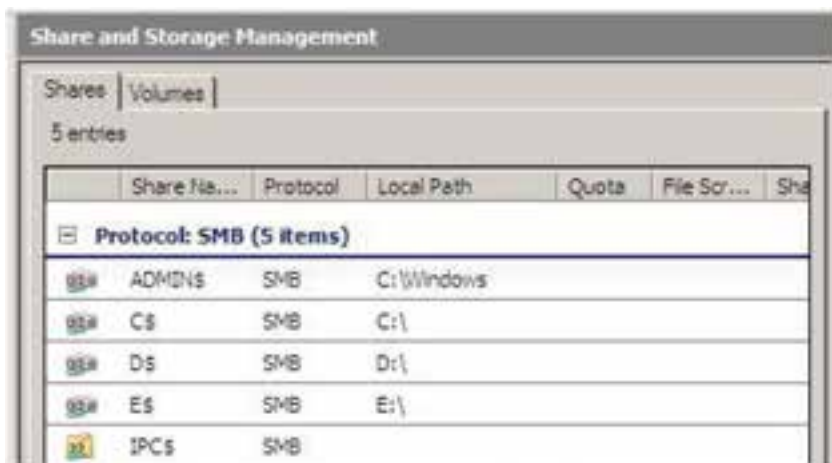 Share and Storage Management
Shares Volumes
5 entries
Share Na... Protocol Local Path Quota File Scr... Sha
Protocol: SMB (5 items)
ADMIN$ SMB C:\Windows
C$ SMB C:\
D$ SMB D:\
E$ SMB E:\
IPC$ SMB